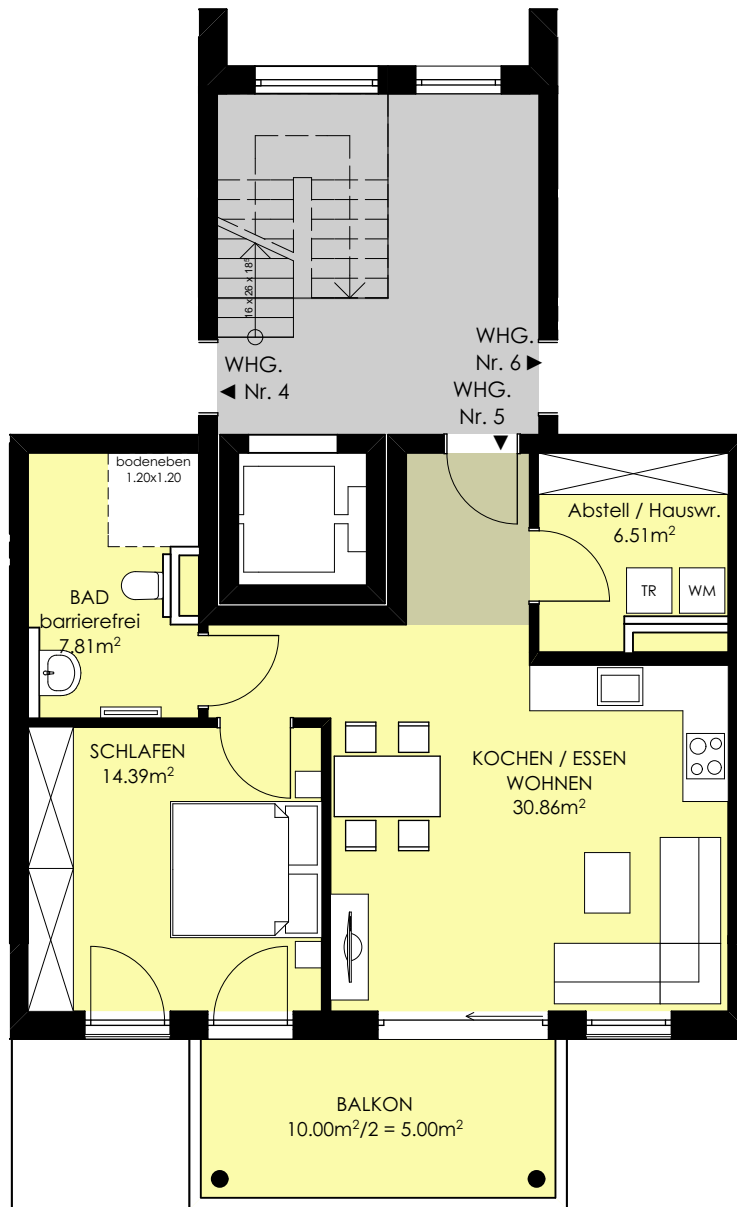 16 x 26 x 18⁵
WHG.
Nr. 4
WHG.
Nr. 6
WHG.
Nr. 5
bodeneben
1.20x1.20
Abstell / Hauswr.
6.51m²
TR
WM
BAD
barrierefrei
7.81m²
SCHLAFEN
14.39m²
KOCHEN / ESSEN
WOHNEN
30.86m²
BALKON
10.00m²/2 = 5.00m²